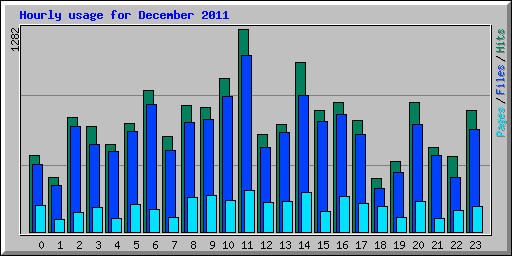 Hourly usage for December 2011
1282
Pages/Files/Hits
0 1 2 3 4 5 6 7 8 9 10 11 12 13 14 15 16 17 18 19 20 21 22 23